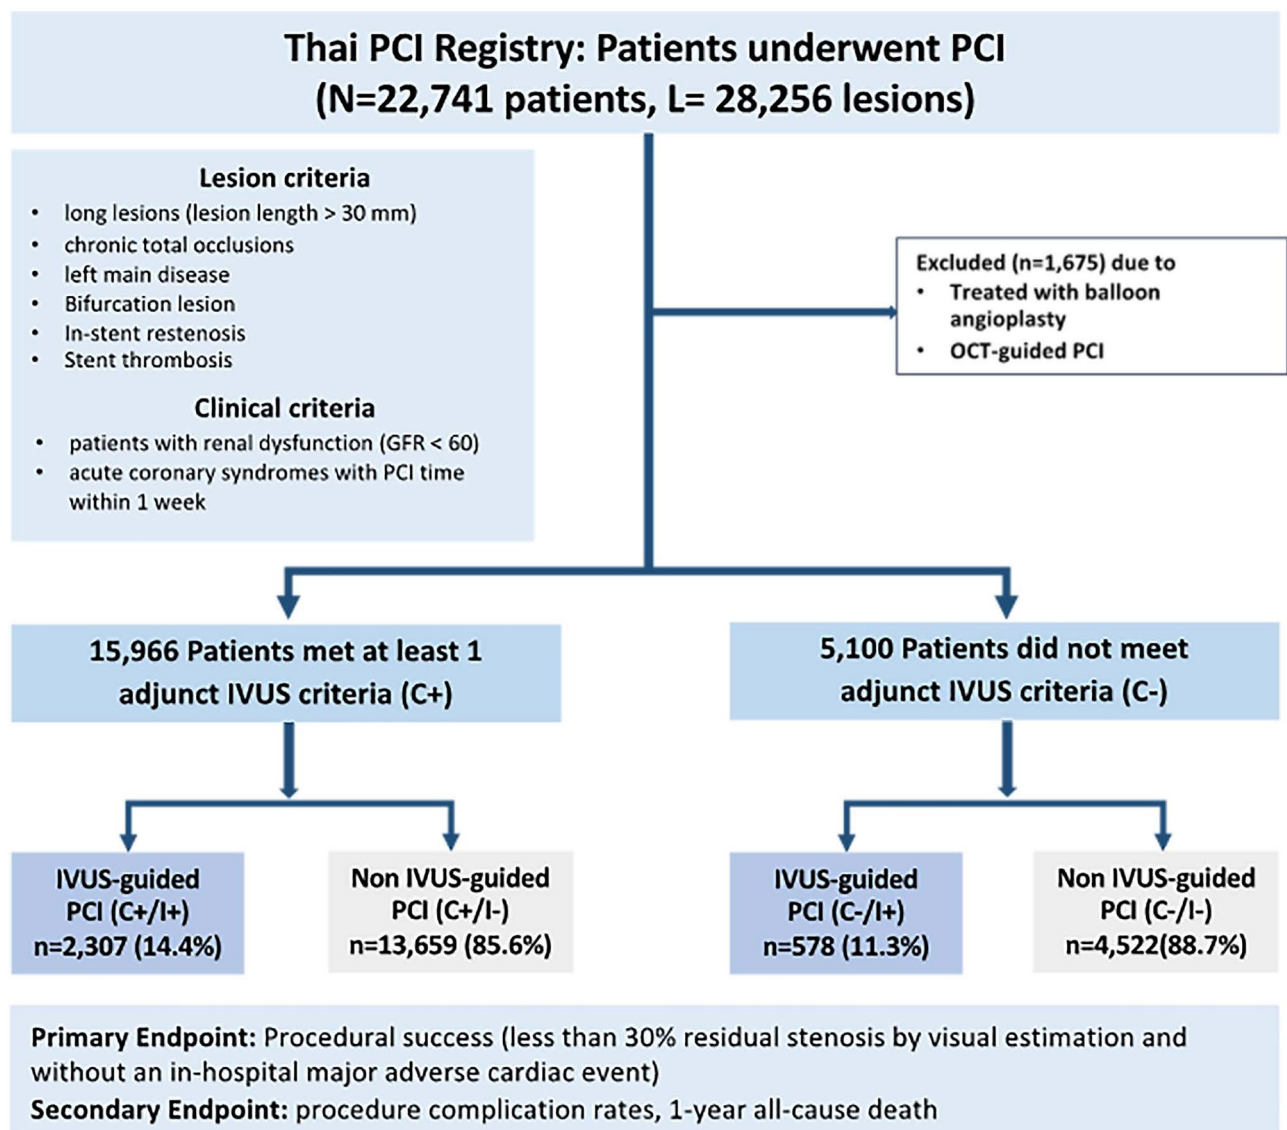 Thai PCI Registry: Patients underwent PCI
(N=22,741 patients, L= 28,256 lesions)
Lesion criteria
• long lesions (lesion length > 30 mm)
• chronic total occlusions
• left main disease
• Bifurcation lesion
• In-stent restenosis
• Stent thrombosis
Clinical criteria
• patients with renal dysfunction (GFR < 60)
• acute coronary syndromes with PCI time
within 1 week
Excluded (n=1,675) due to
• Treated with balloon
angioplasty
• OCT-guided PCI
15,966 Patients met at least 1
adjunct IVUS criteria (C+)
5,100 Patients did not meet
adjunct IVUS criteria (C-)
IVUS-guided
PCI (C+/I+)
n=2,307 (14.4%)
Non IVUS-guided
PCI (C+/I-)
n=13,659 (85.6%)
IVUS-guided
PCI (C-/I+)
n=578 (11.3%)
Non IVUS-guided
PCI (C-/I-)
n=4,522(88.7%)
Primary Endpoint: Procedural success (less than 30% residual stenosis by visual estimation and
without an in-hospital major adverse cardiac event)
Secondary Endpoint: procedure complication rates, 1-year all-cause death